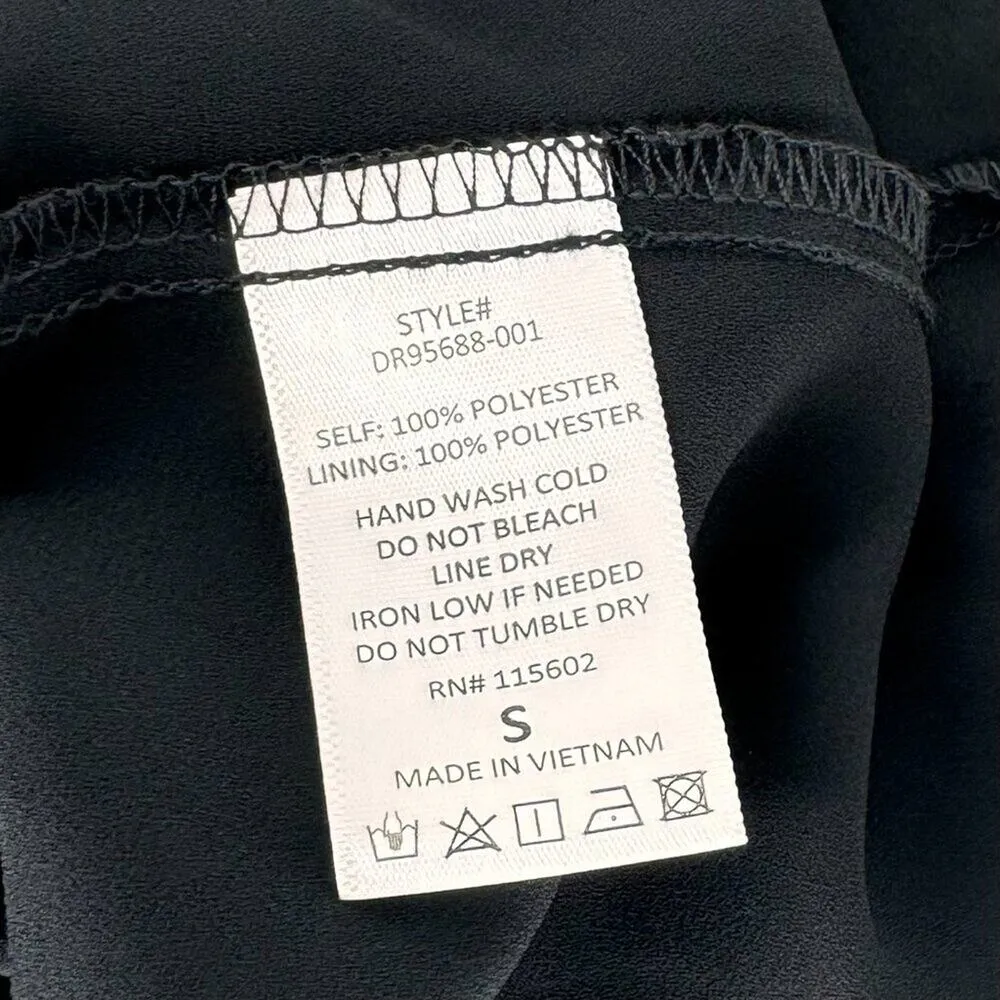 STYLE#
DR95688-001
SELF: 100% POLYESTER
LINING: 100% POLYESTER
HAND WASH COLD
DO NOT BLEACH
LINE DRY
IRON LOW IF NEEDED
DO NOT TUMBLE DRY
RN# 115602
S
MADE IN VIETNAM